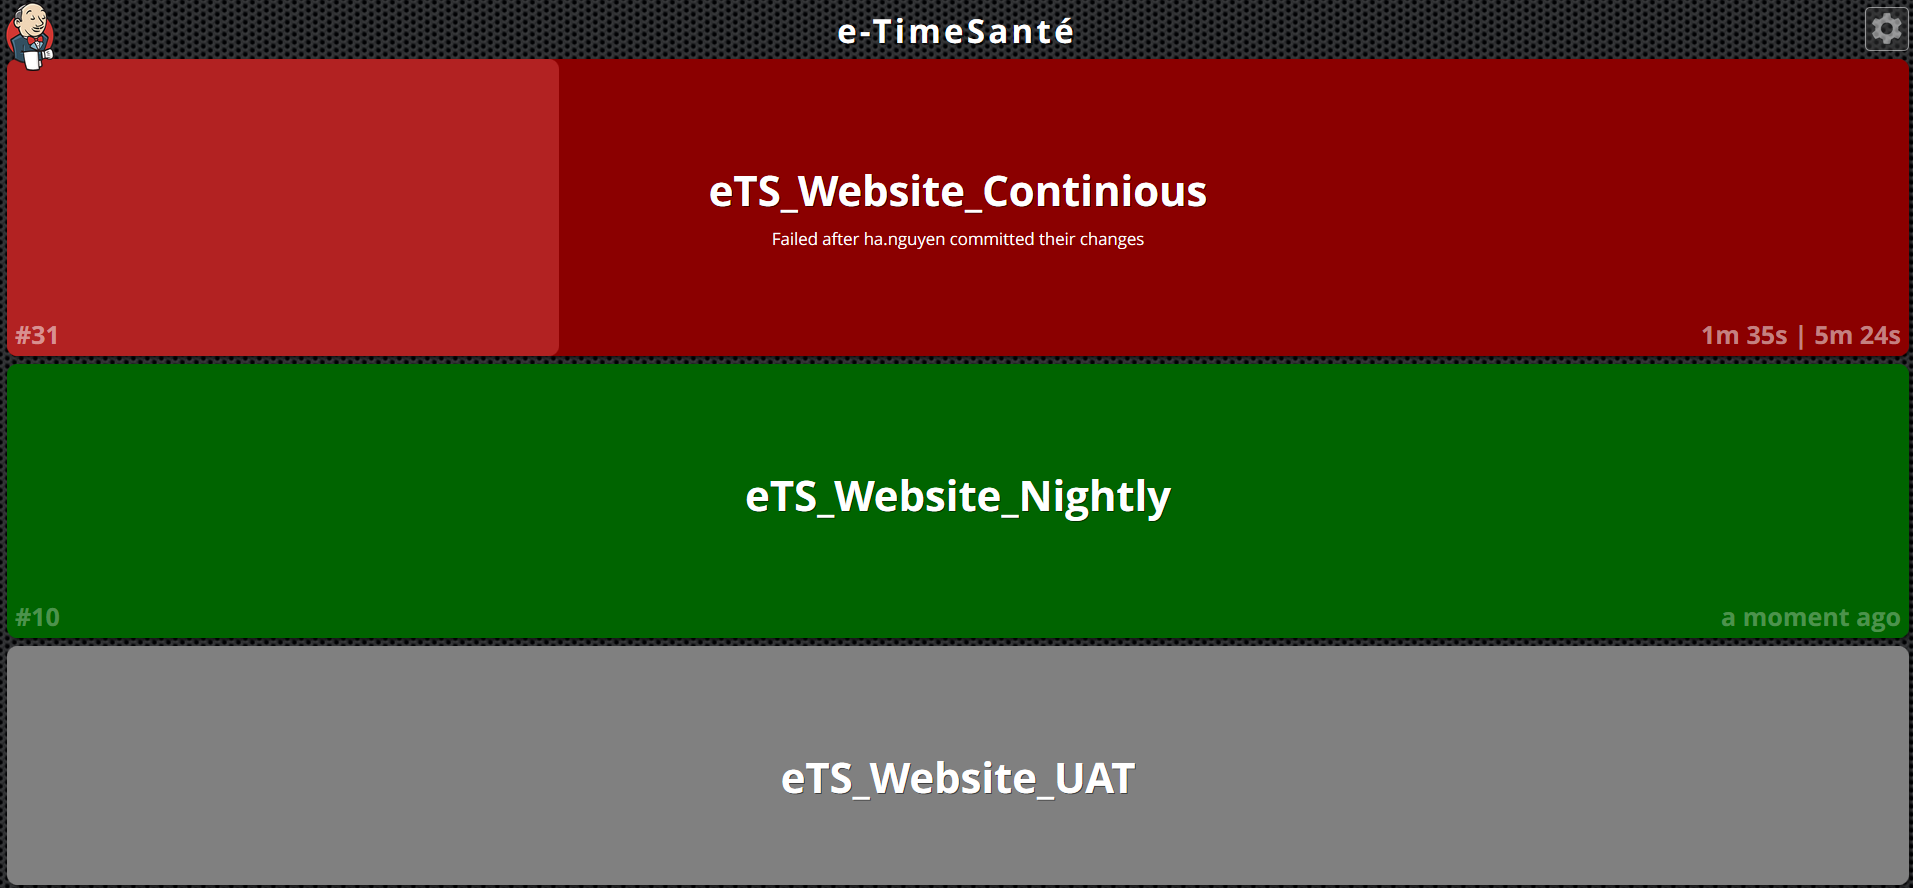 e-TimeSanté
eTS_Website_Continious
Failed after ha.nguyen committed their changes
#31
1m 35s | 5m 24s
eTS_Website_Nightly
#10
a moment ago
eTS_Website_UAT